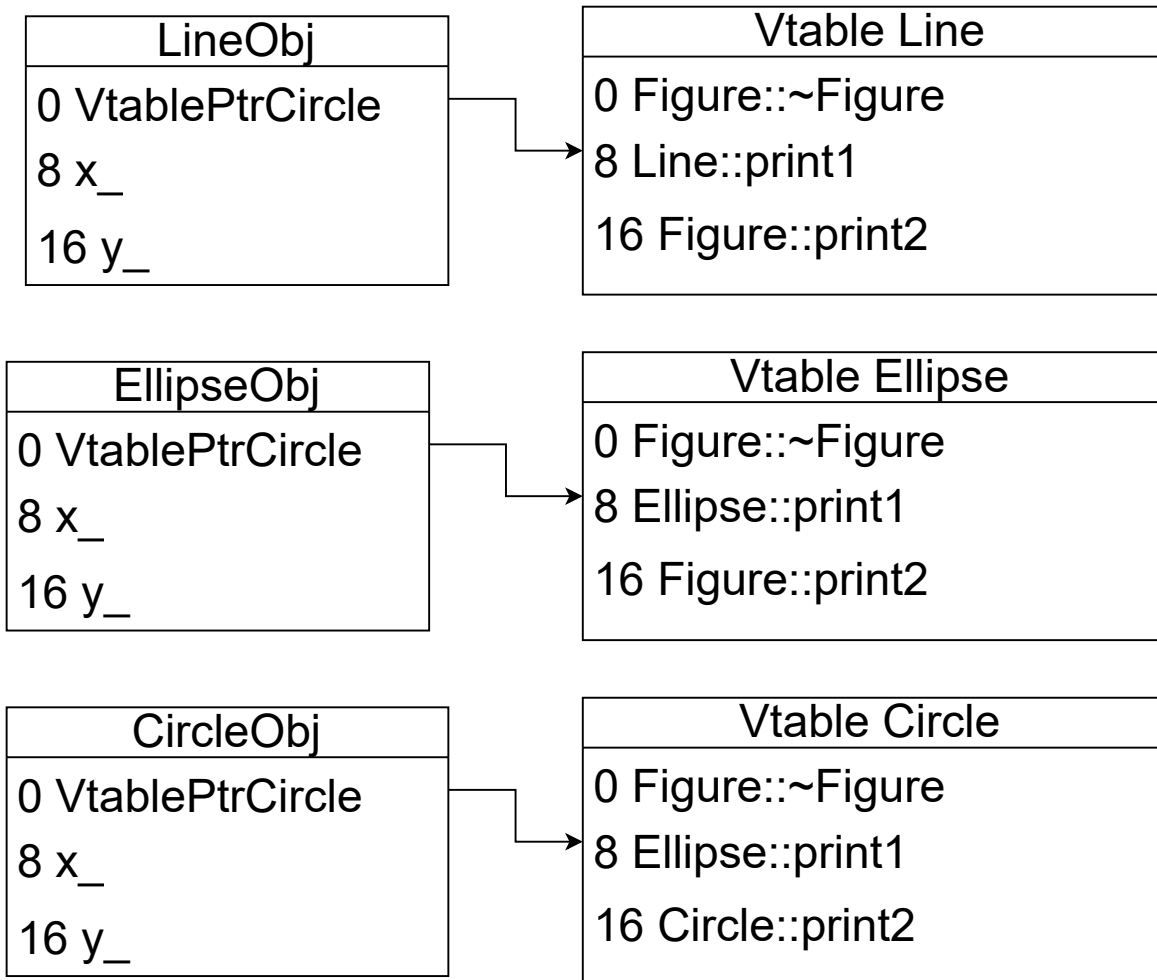 LineObj
0 VtablePtrCircle
8 x_
16 y_
Vtable Line
0 Figure::~Figure
8 Line::print1
16 Figure::print2
EllipseObj
0 VtablePtrCircle
8 x_
16 y_
Vtable Ellipse
0 Figure::~Figure
8 Ellipse::print1
16 Figure::print2
CircleObj
0 VtablePtrCircle
8 x_
16 y_
Vtable Circle
0 Figure::~Figure
8 Ellipse::print1
16 Circle::print2